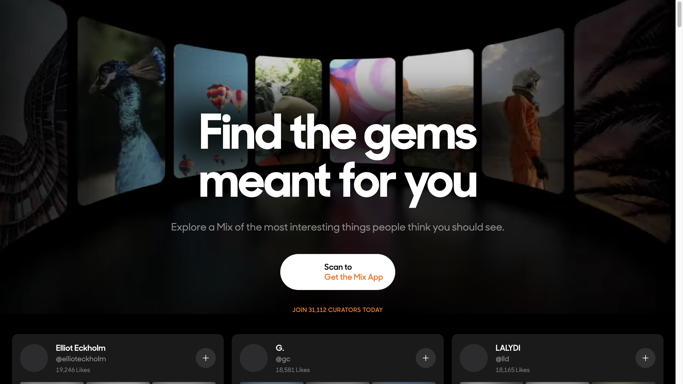 Find the gems
meant for you
Explore a Mix of the most interesting things people think you should see.
Scan to
Get the Mix App
JOIN 31,112 CURATORS TODAY
Elliot Eckholm
@ellioteckholm
19,246 Likes
G.
@gc
18,581 Likes
LALYDI
@lld
18,165 Likes